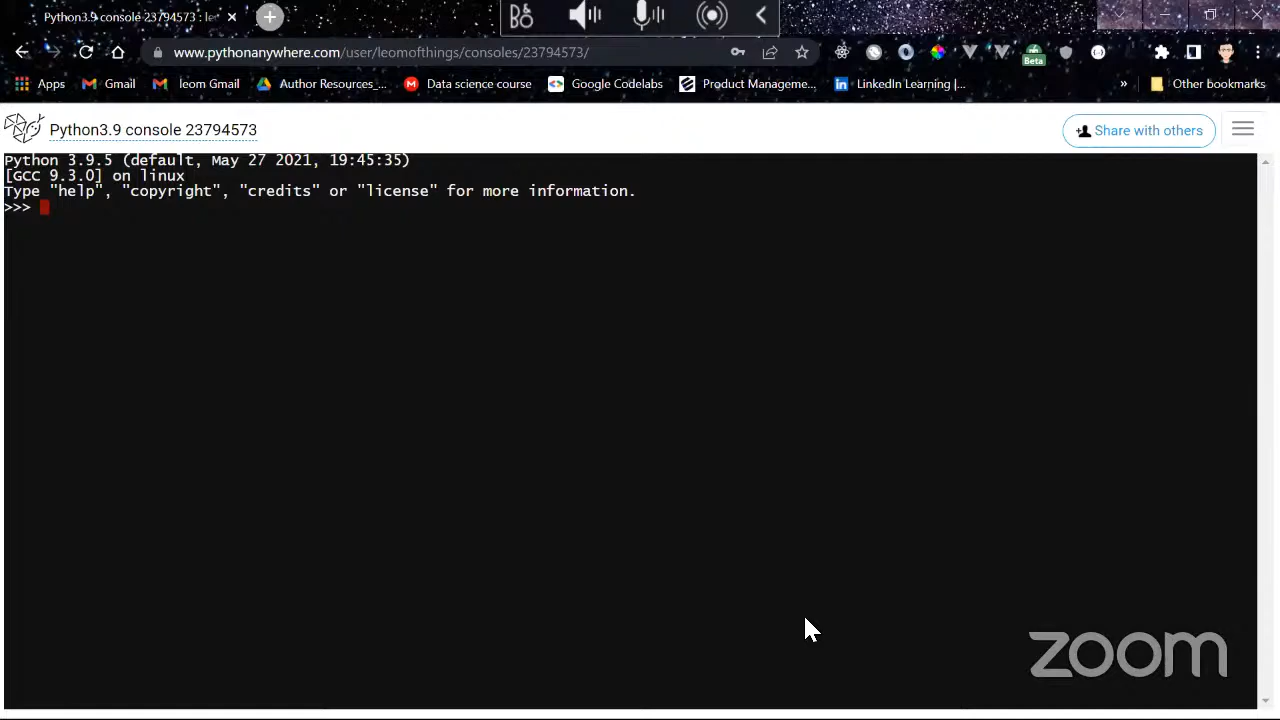 Python3.9 console 23794573 : le
www.pythonanywhere.com/user/leomofthings/consoles/23794573/
Beta
Apps Gmail leom Gmail Author Resources_... Data science course Google Codelabs Product Manageme... LinkedIn Learning |... » Other bookmarks
Python3.9 console 23794573
Share with others
Python 3.9.5 (default, May 27 2021, 19:45:35)
[GCC 9.3.0] on linux
Type "help", "copyright", "credits" or "license" for more information.
>>>
zoom